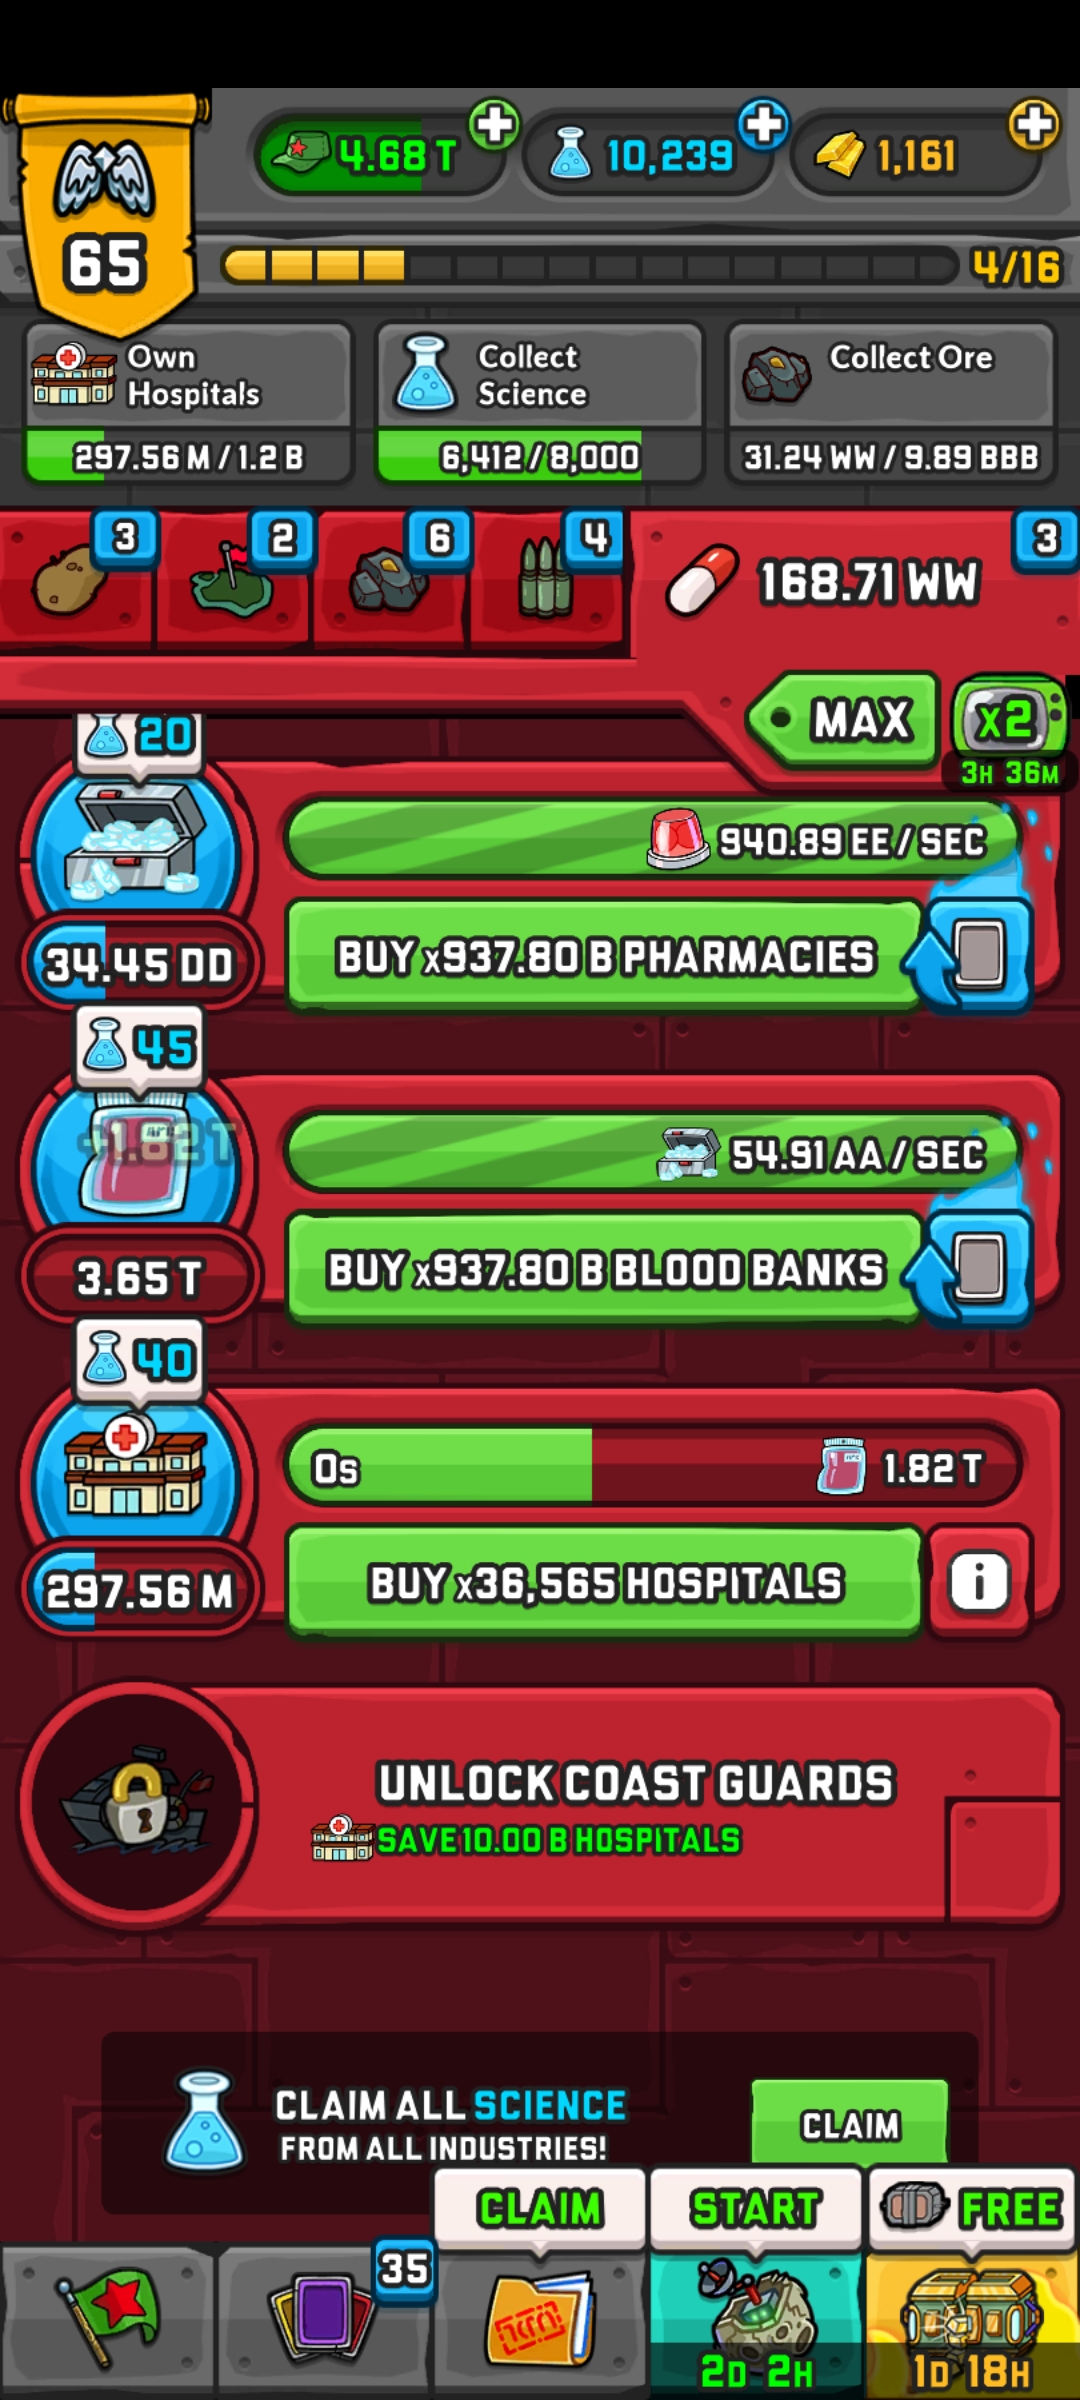 4.68 T
10,239
1,161
65
4/16
Own
Hospitals
297.56 M / 1.2 B
Collect
Science
6,412 / 8,000
Collect Ore
31.24 WW / 9.89 BBB
3
2
6
4
168.71 WW
3
MAX
x2
3H 36M
20
940.89 EE / SEC
34.45 DD
BUY x937.80 B PHARMACIES
45
+1.82T
54.91 AA / SEC
3.65 T
BUY x937.80 B BLOOD BANKS
40
0s
1.82 T
297.56 M
BUY x36,565 HOSPITALS
i
UNLOCK COAST GUARDS
SAVE 10.00 B HOSPITALS
CLAIM ALL SCIENCE
FROM ALL INDUSTRIES!
CLAIM
CLAIM
START
FREE
35
2D 2H
1D 18H